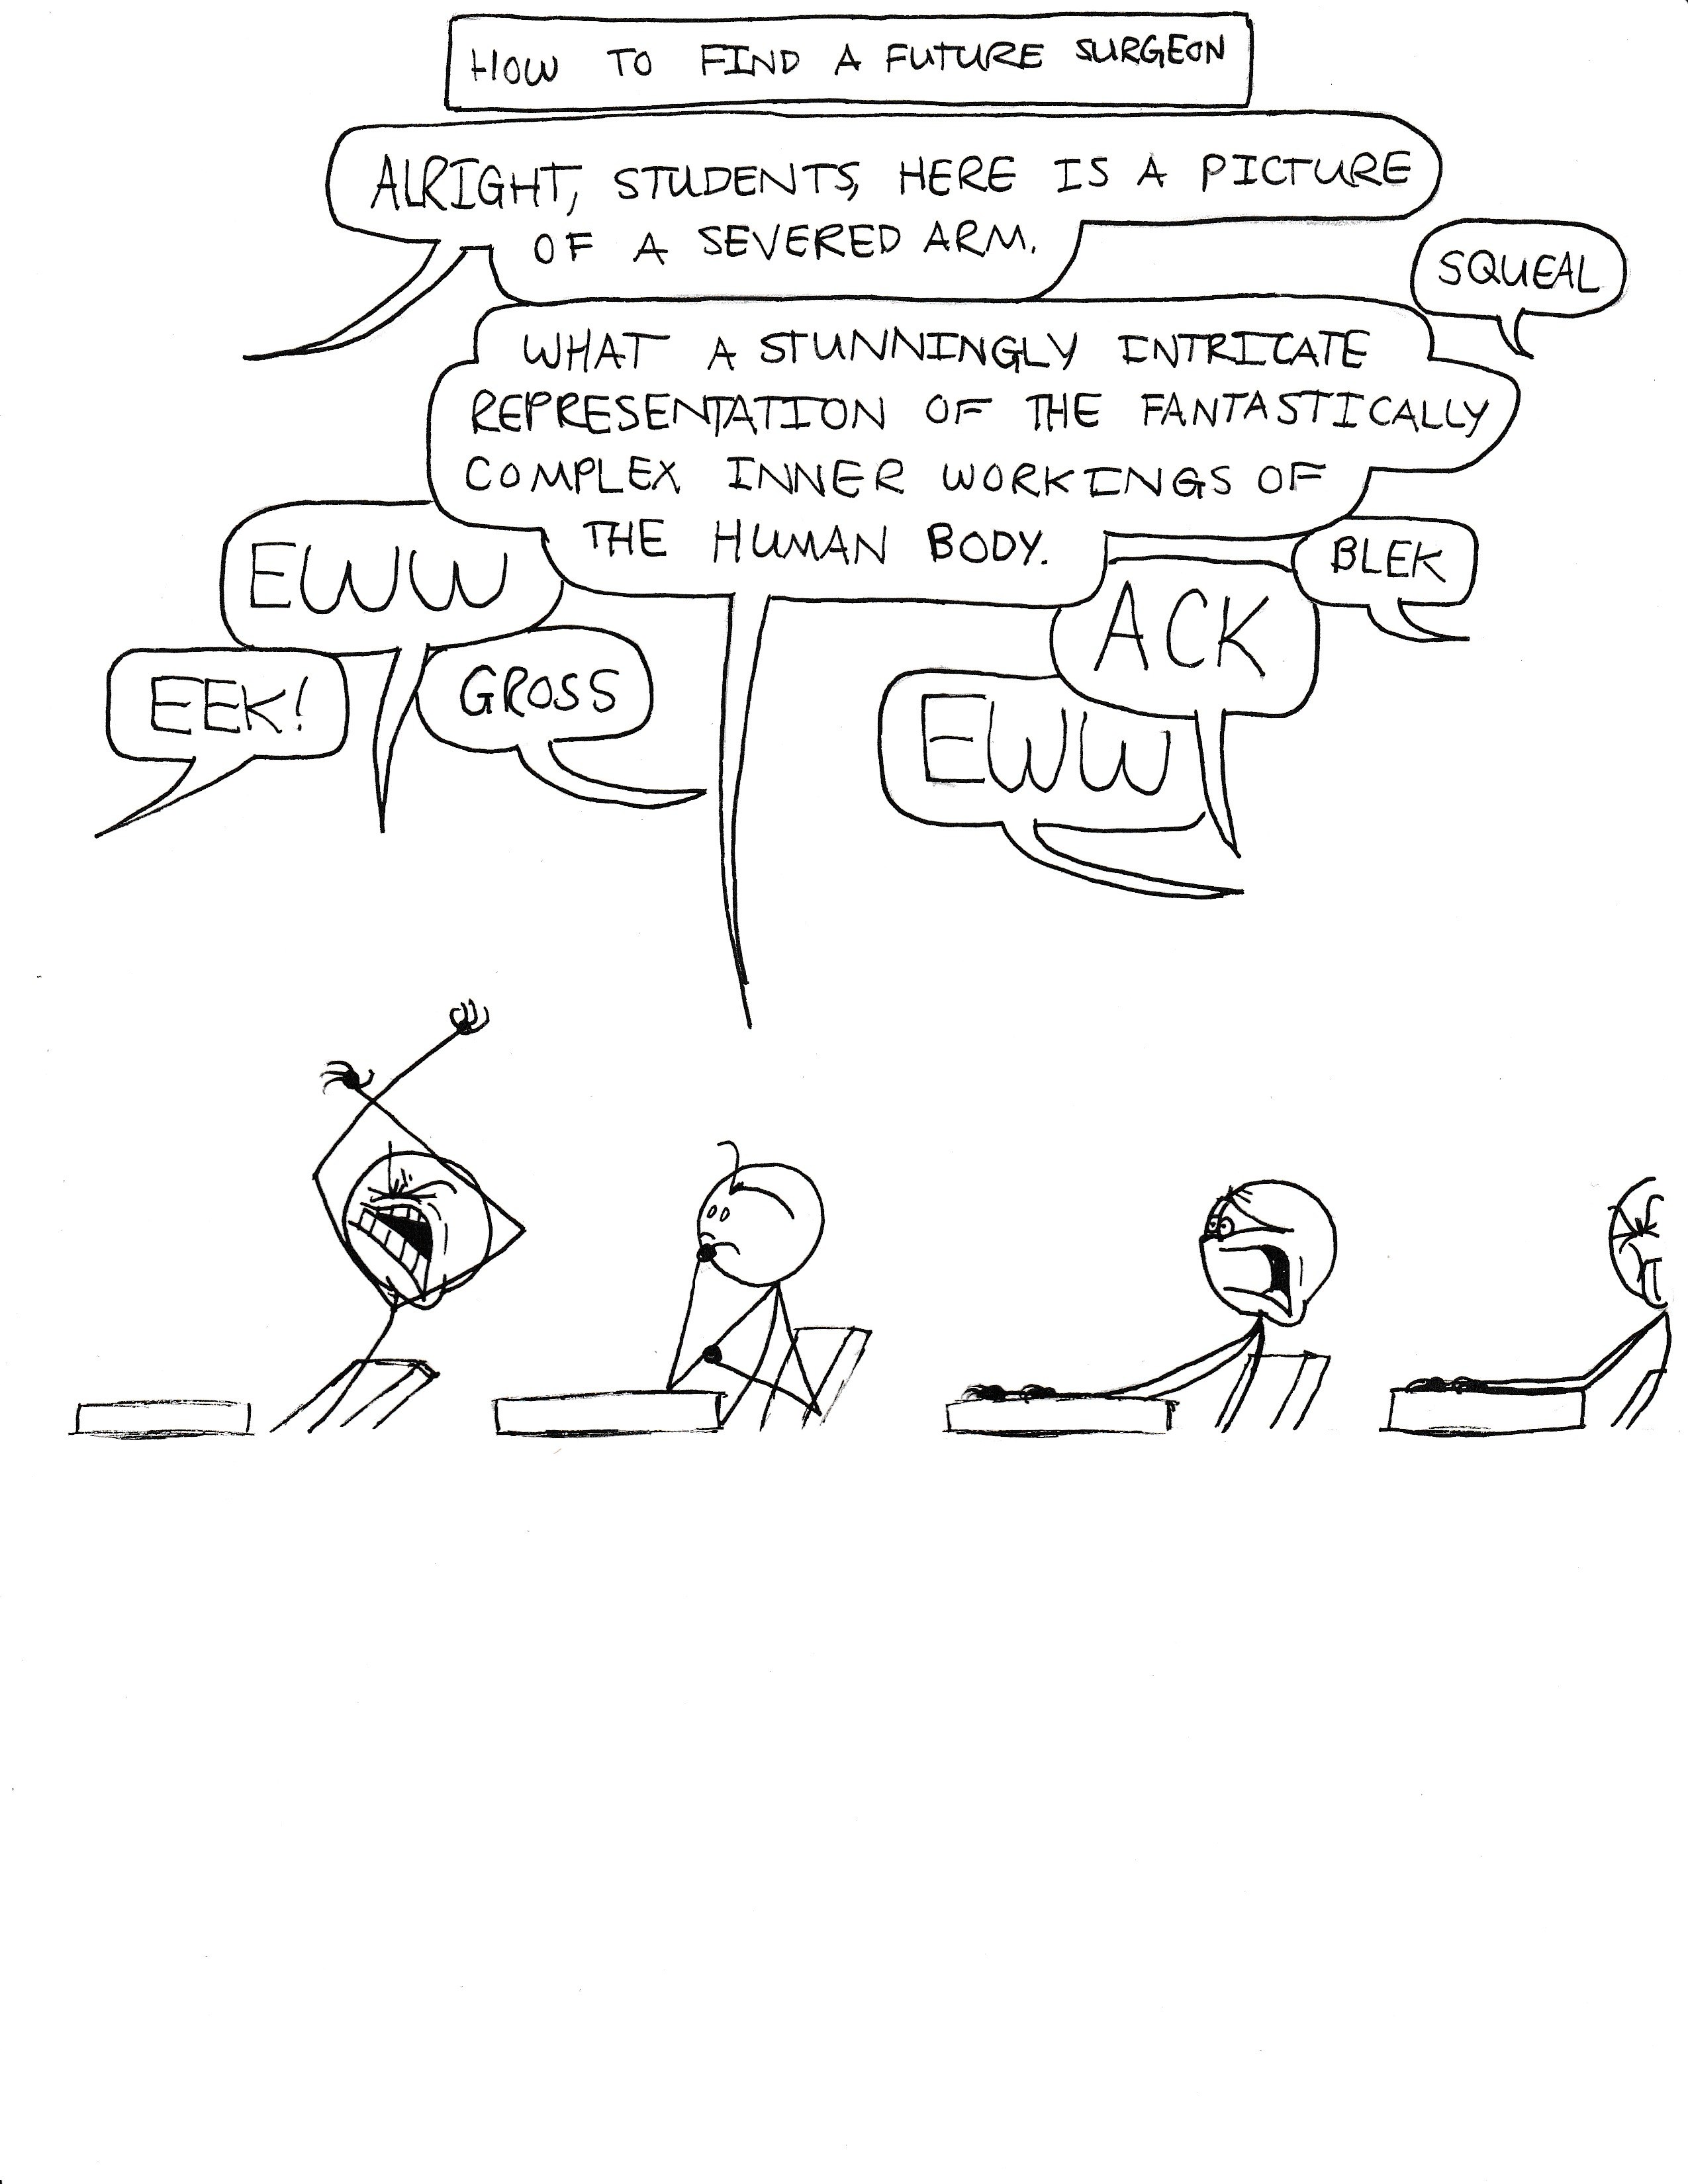 HOW TO FIND A FUTURE SURGEON
ALRIGHT, STUDENTS, HERE IS A PICTURE
OF A SEVERED ARM.
SQUEAL
WHAT A STUNNINGLY INTRICATE
REPRESENTATION OF THE FANTASTICALLY
COMPLEX INNER WORKINGS OF
THE HUMAN BODY.
EWW
BLEK
ACK
EEK!
GROSS
EWW